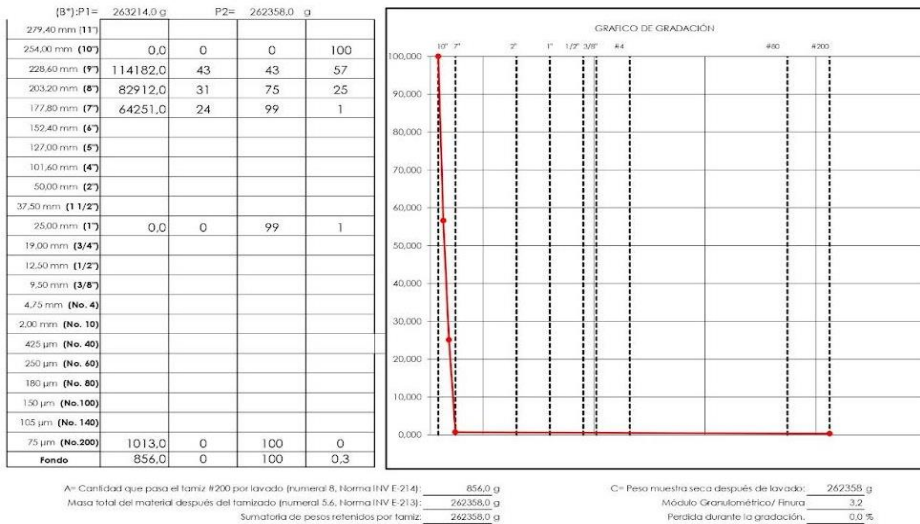 (B*):P1= 263214,0 g P2= 262358,0 g
279,40 mm (11")
254,00 mm (10") 0,0 0 0 100
228,60 mm (9") 114182,0 43 43 57
203,20 mm (8") 82912,0 31 75 25
177,80 mm (7") 64251,0 24 99 1
152,40 mm (6")
127,00 mm (5")
101,60 mm (4")
50,00 mm (2")
37,50 mm (1 1/2")
25,00 mm (1") 0,0 0 99 1
19,00 mm (3/4")
12,50 mm (1/2")
9,50 mm (3/8")
4,75 mm (No. 4)
2,00 mm (No. 10)
425 µm (No. 40)
250 µm (No. 60)
180 µm (No. 80)
150 µm (No.100)
105 µm (No. 140)
75 µm (No.200) 1013,0 0 100 0
Fondo 856,0 0 100 0,3
GRAFICO DE GRADACIÓN
10" 7" 2" 1" 1/2" 3/8" #4 #80 #200
100,000
90,000
80,000
70,000
60,000
50,000
40,000
30,000
20,000
10,000
0,000
A= Cantidad que pasa el tamiz #200 por lavado (numeral 8, Norma INV E-214): 856,0 g
Masa total del material después del tamizado (numeral 5.6, Norma INV E-213): 262358,0 g
Sumatoria de pesos retenidos por tamiz: 262358,0 g
C= Peso muestra seca después de lavado: 262358 g
Módulo Granulométrico/ Finura 3,2
Perdida durante la gradación. 0,0 %